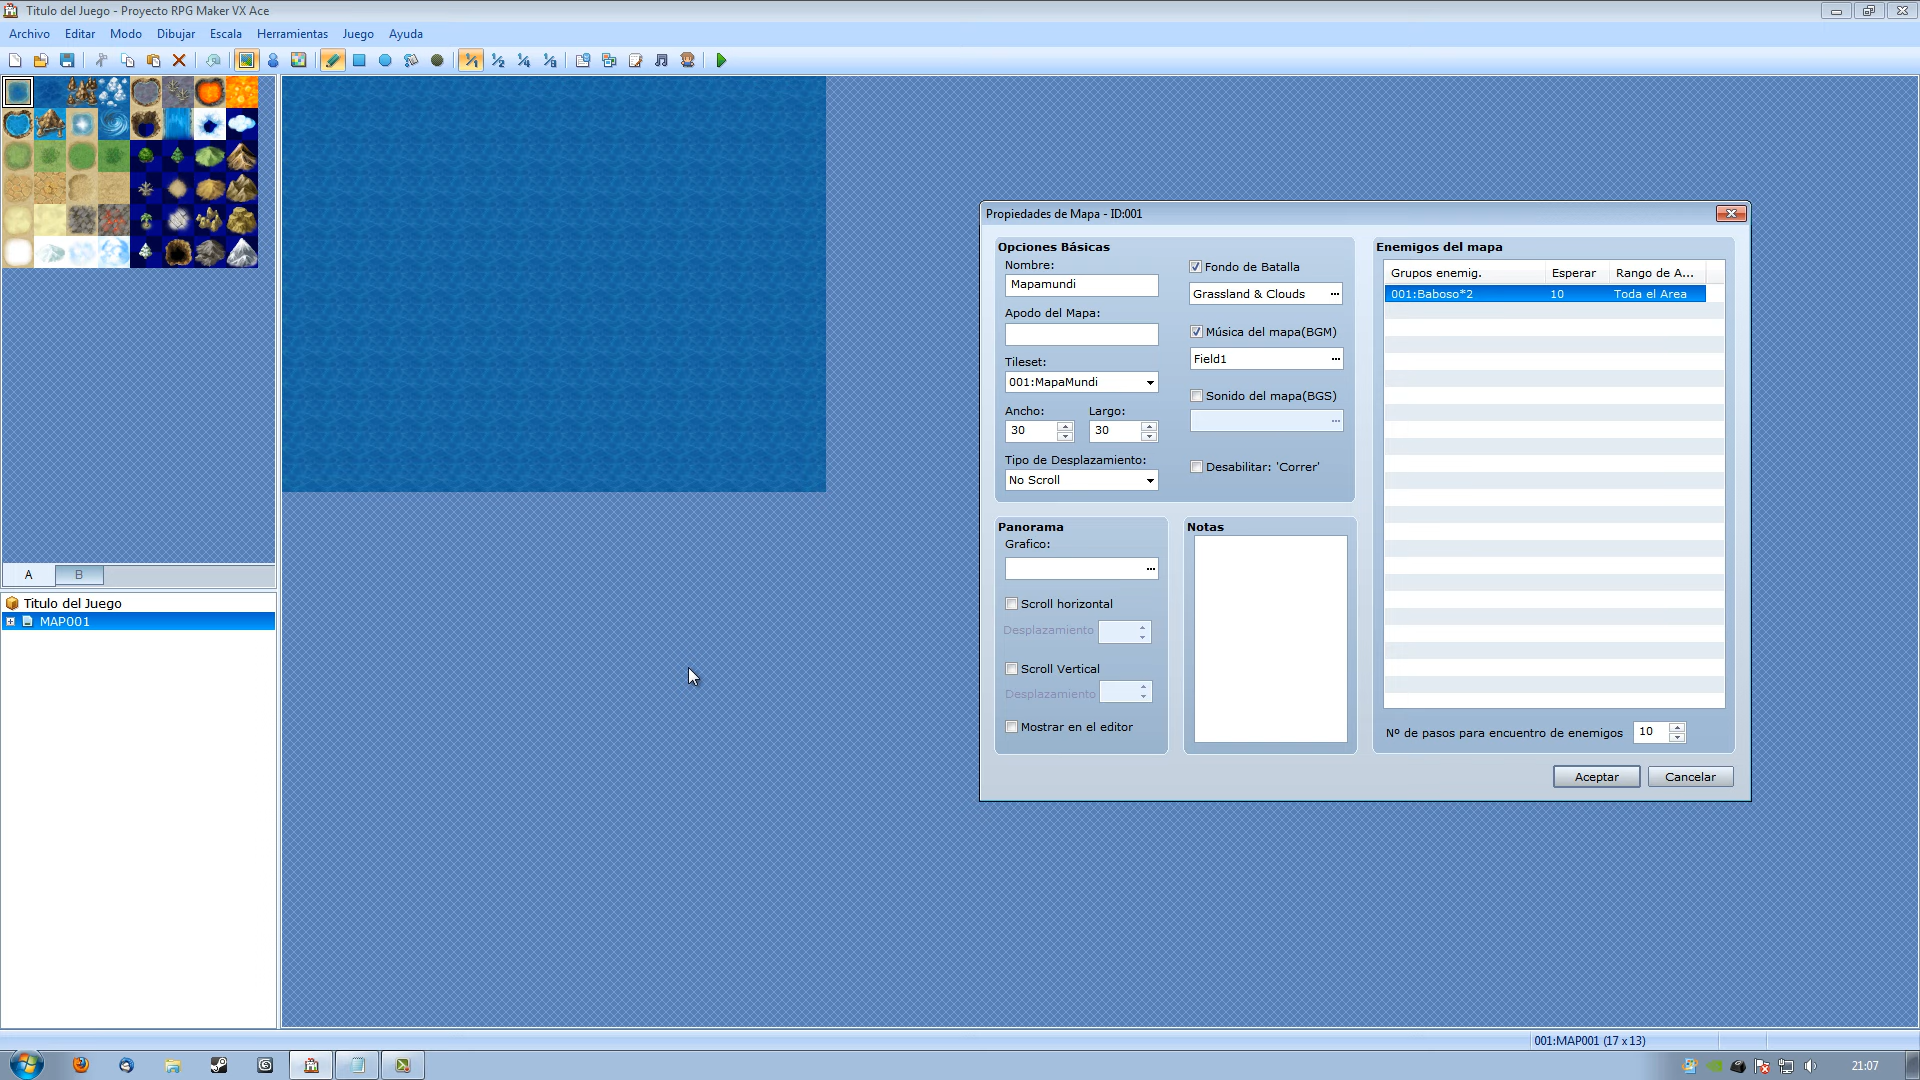 Titulo del Juego - Proyecto RPG Maker VX Ace
Archivo Editar Modo Dibujar Escala Herramientas Juego Ayuda
A B
Titulo del Juego
MAP001
Propiedades de Mapa - ID:001
Opciones Básicas
Nombre:
Mapamundi
Apodo del Mapa:
Tileset:
001:MapaMundi
Ancho: Largo:
30 30
Tipo de Desplazamiento:
No Scroll
Fondo de Batalla
Grassland & Clouds ...
Música del mapa(BGM)
Field1 ...
Sonido del mapa(BGS)
...
Desabilitar: 'Correr'
Panorama
Grafico:
...
Scroll horizontal
Desplazamiento
Scroll Vertical
Desplazamiento
Mostrar en el editor
Notas
Enemigos del mapa
Grupos enemig. Esperar Rango de A...
001:Baboso*2 10 Toda el Area
Nº de pasos para encuentro de enemigos 10
Aceptar Cancelar
001:MAP001 (17 x 13)
21:07